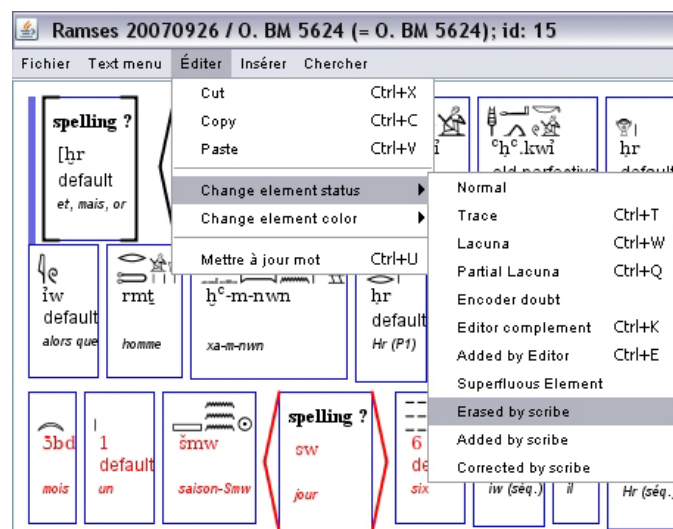 Ramses 20070926 / O. BM 5624 (= O. BM 5624); id: 15
Fichier Text menu Éditer Insérer Chercher
Cut Ctrl+X
Copy Ctrl+C
Paste Ctrl+V
Change element status
Change element color
Mettre à jour mot Ctrl+U
Normal
Trace Ctrl+T
Lacuna Ctrl+W
Partial Lacuna Ctrl+Q
Encoder doubt
Editor complement Ctrl+K
Added by Editor Ctrl+E
Superfluous Element
Erased by scribe
Added by scribe
Corrected by scribe
spelling ?
[ḥr
default
et, mais, or
ꜥḥꜥ.kwỉ
ḥr
ỉw
default
alors que
rmṯ
homme
ḫꜥ-m-nwn
xa-m-nwn
ḥr
default
Hr (P1)
ꜣbd
mois
1
default
un
šmw
saison-Smw
spelling ?
sw
jour
6
six
iw (séq.)
il
Hr (séq.)